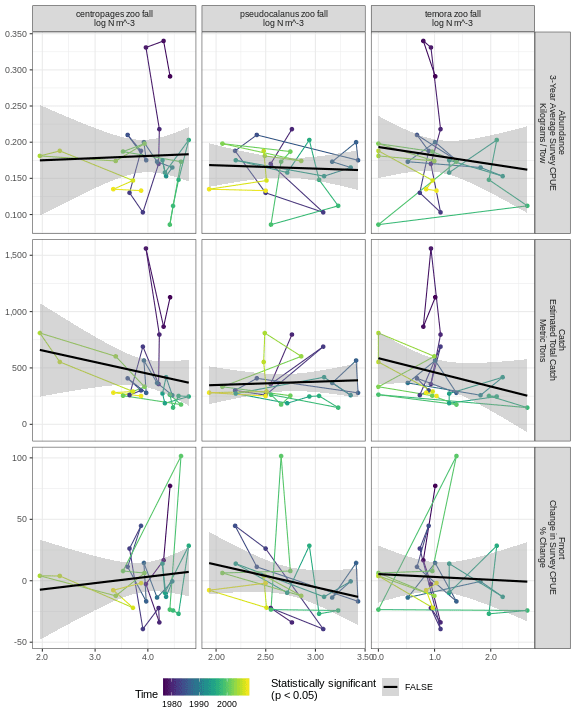 centropages zoo fall
log N m^-3
pseudocalanus zoo fall
log N m^-3
temora zoo fall
log N m^-3
0.350
0.300
0.250
0.200
0.150
0.100
Abundance
3-Year Average Survey CPUE
Kilograms / Tow
1,500
1,000
500
0
Catch
Estimated Total Catch
Metric Tons
100
50
0
-50
Fmort
Change in Survey CPUE
% Change
2.0 3.0 4.0
2.00 2.50 3.00 3.50
0.0 1.0 2.0
Time
1980 1990 2000
Statistically significant
(p < 0.05)
FALSE